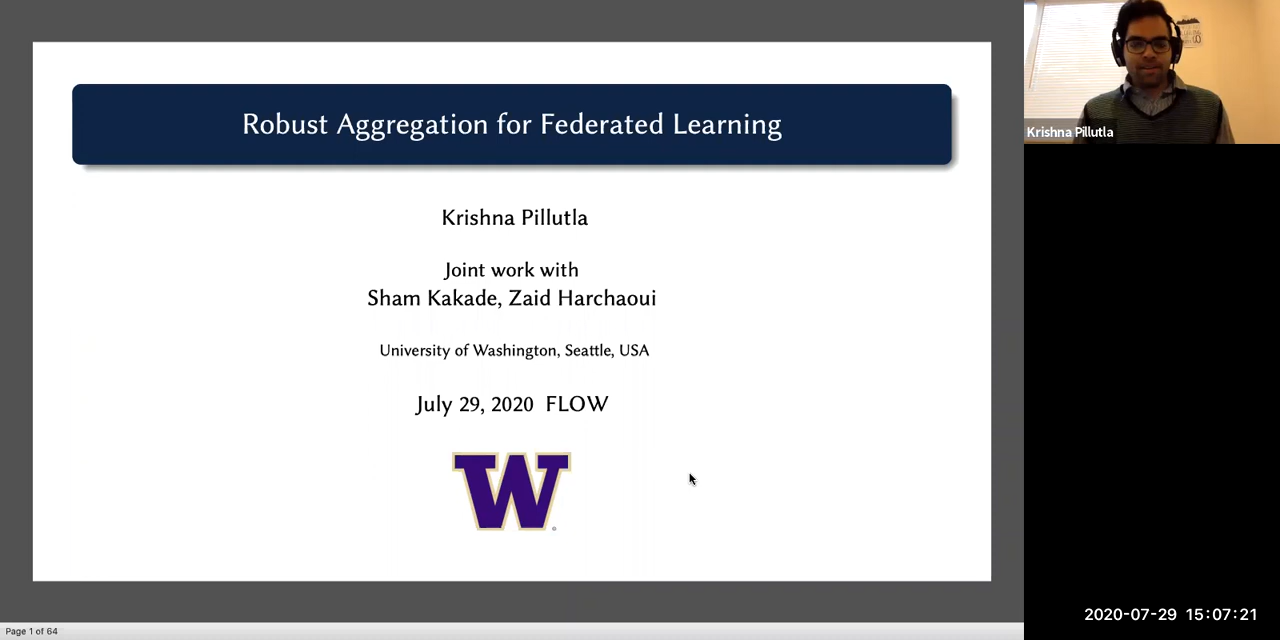 Robust Aggregation for Federated Learning
Krishna Pillutla
Joint work with
Sham Kakade, Zaid Harchaoui
University of Washington, Seattle, USA
July 29, 2020 FLOW
W
®
Page 1 of 64
Krishna Pillutla
2020-07-29 15:07:21